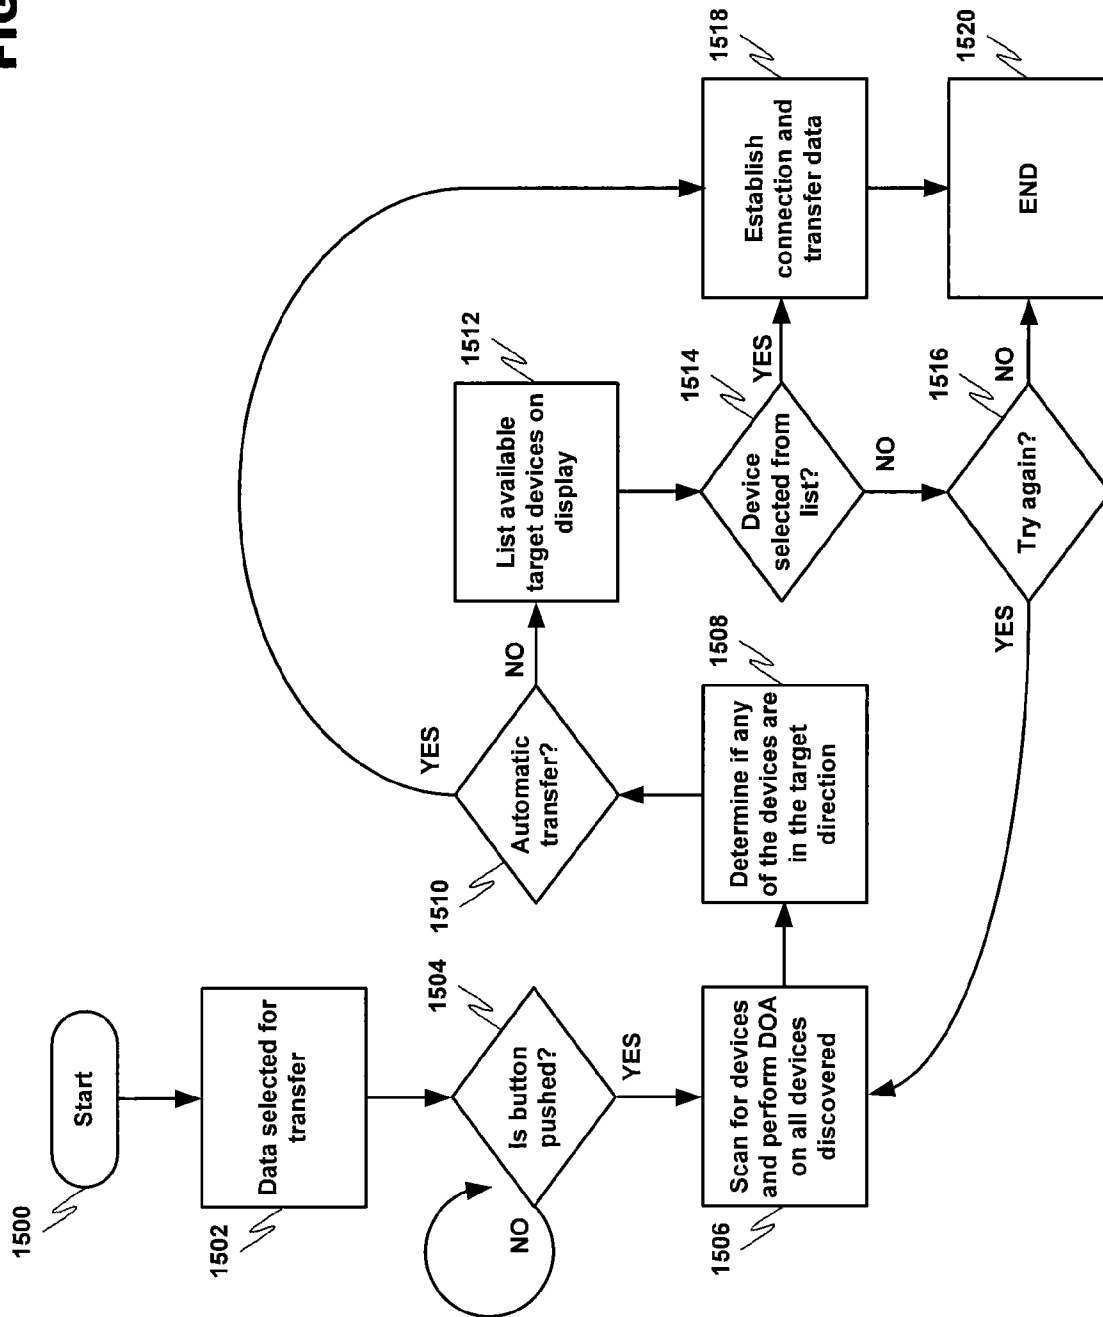 FIG
1500
Start
1502
Data selected for
transfer
1504
Is button
pushed?
NO
YES
1506
Scan for devices
and perform DOA
on all devices
discovered
1508
Determine if any
of the devices are
in the target
direction
1510
Automatic
transfer?
YES
NO
1512
List available
target devices on
display
1514
Device
selected from
list?
YES
NO
1516
Try again?
YES
NO
1518
Establish
connection and
transfer data
1520
END